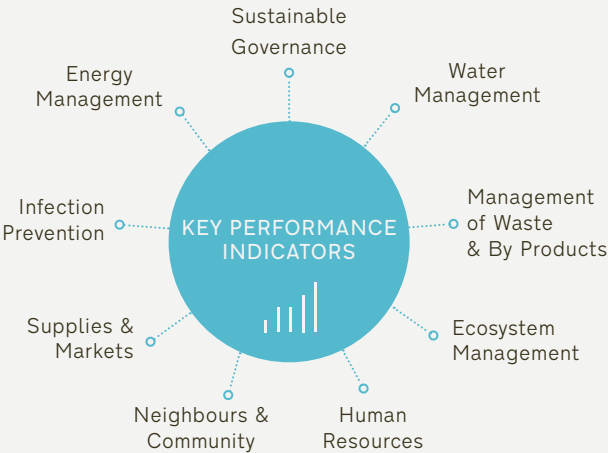 Sustainable
Governance
Water
Management
Management
of Waste
& By Products
Ecosystem
Management
Human
Resources
Neighbours &
Community
Supplies &
Markets
Infection
Prevention
Energy
Management
KEY PERFORMANCE
INDICATORS